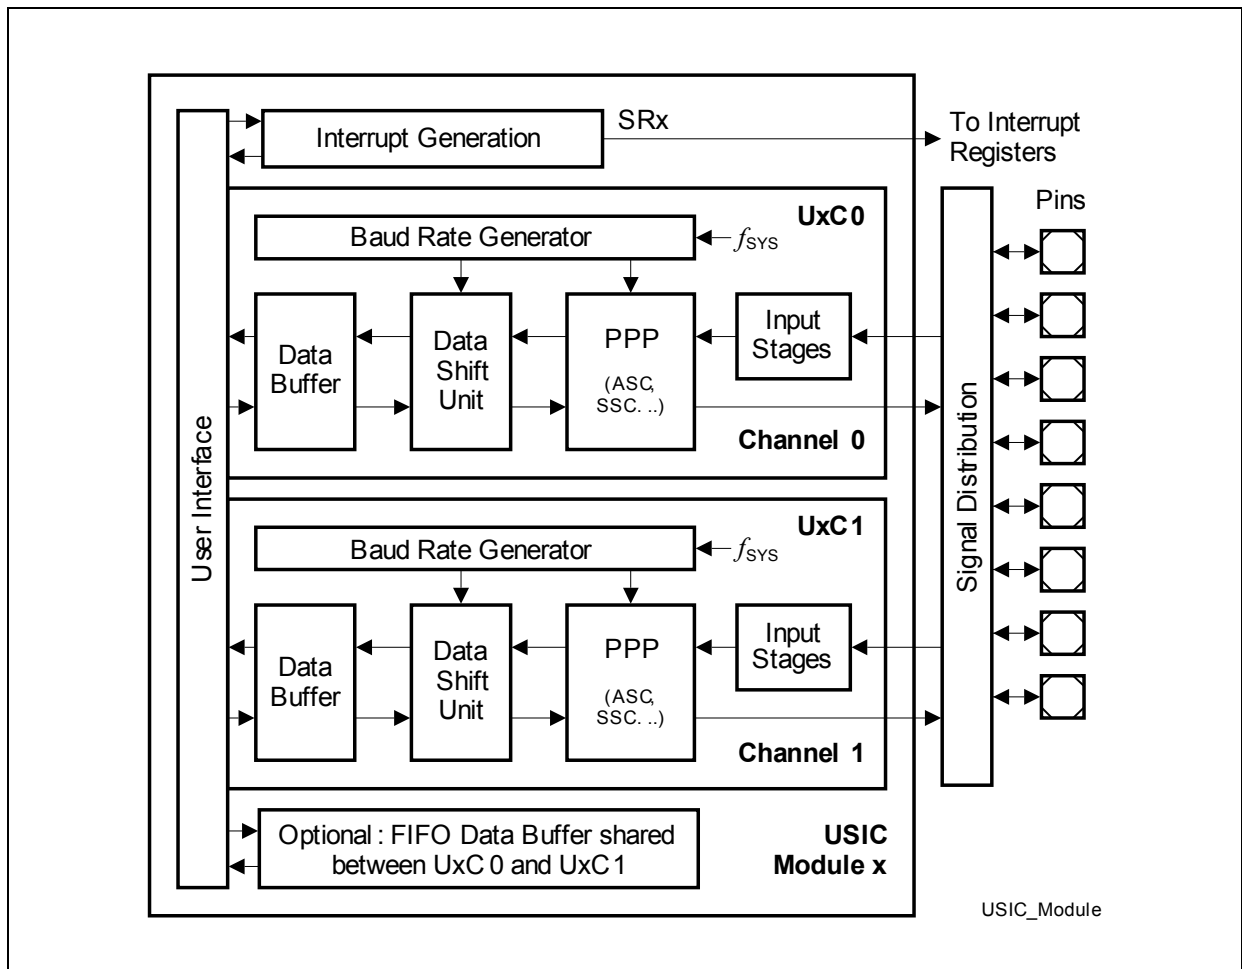 Interrupt Generation
SRx
To Interrupt
Registers
User Interface
UxC0
Baud Rate Generator
fSYS
Data
Buffer
Data
Shift
Unit
PPP
(ASC,
SSC. ..)
Input
Stages
Channel 0
UxC1
Baud Rate Generator
fSYS
Data
Buffer
Data
Shift
Unit
PPP
(ASC,
SSC. ..)
Input
Stages
Channel 1
Optional : FIFO Data Buffer shared
between UxC0 and UxC1
USIC
Module x
Signal Distribution
Pins
USIC_Module